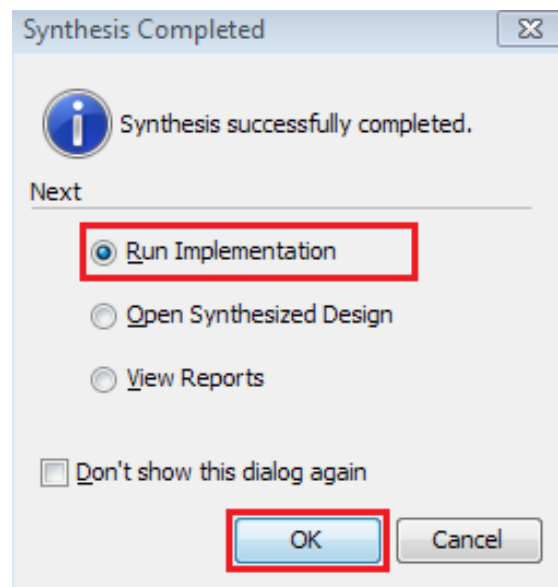 Synthesis Completed
Synthesis successfully completed.
Next
Run Implementation
Open Synthesized Design
View Reports
Don't show this dialog again
OK
Cancel